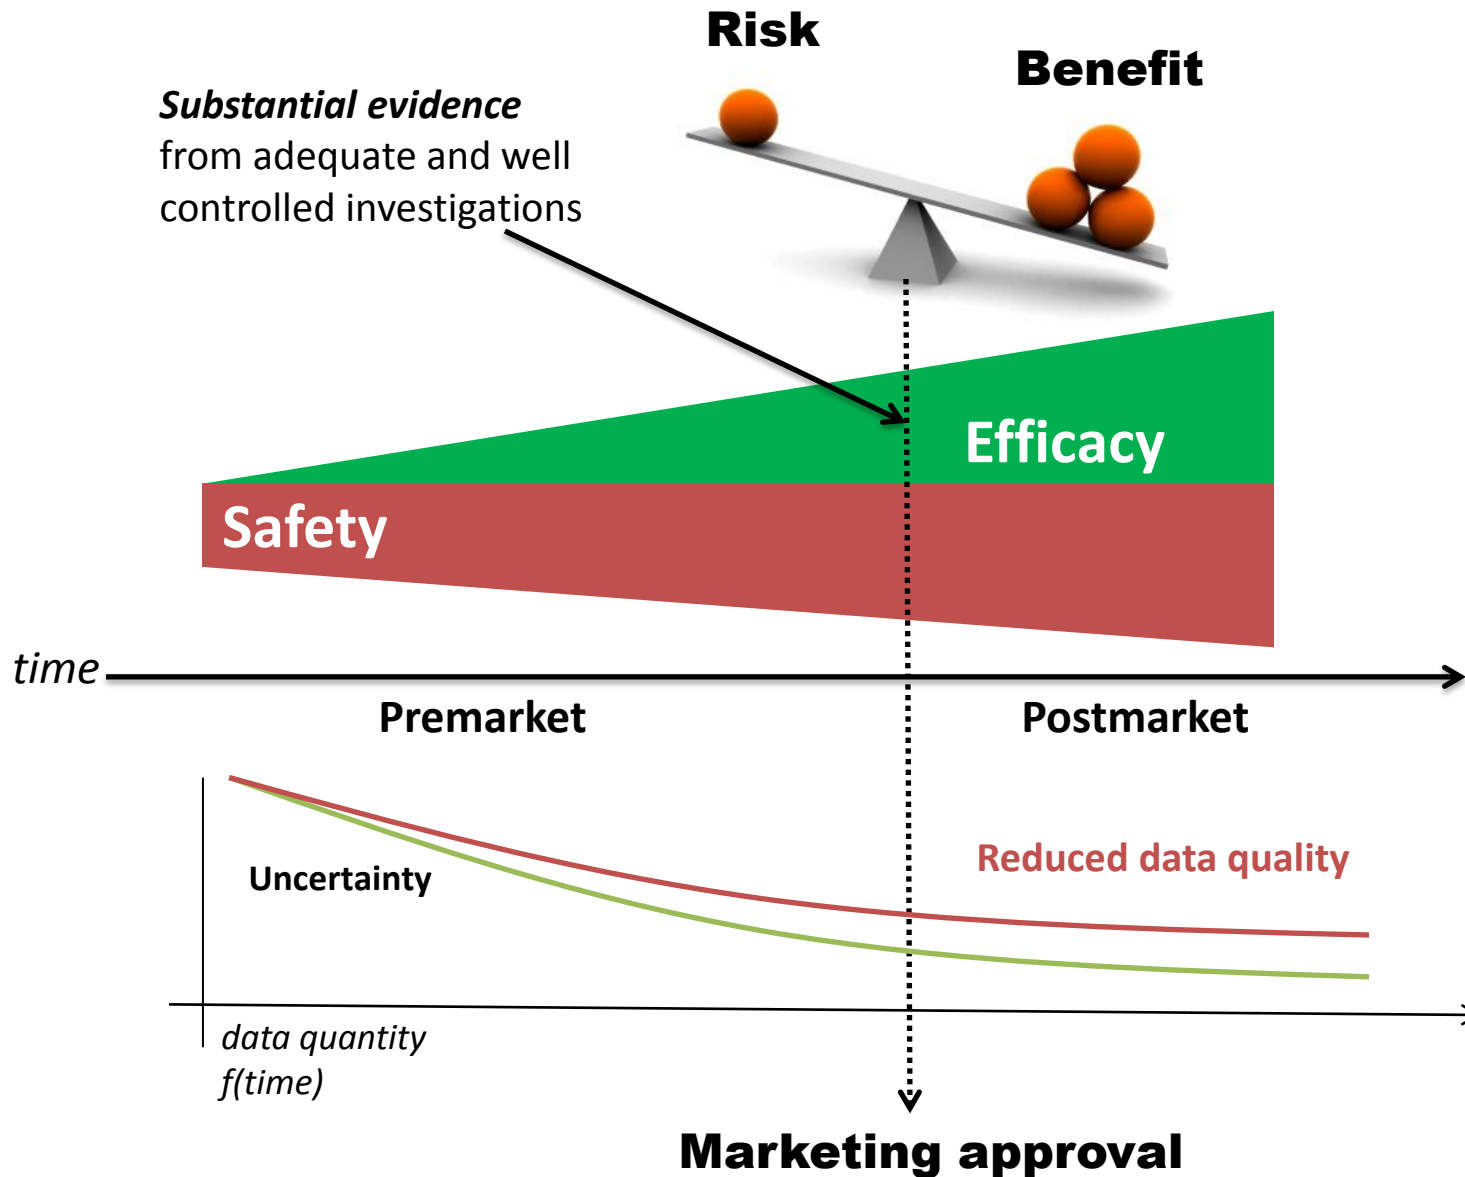 Risk
Benefit
Substantial evidence
from adequate and well
controlled investigations
Efficacy
Safety
time
Premarket
Postmarket
Uncertainty
Reduced data quality
data quantity
f(time)
Marketing approval